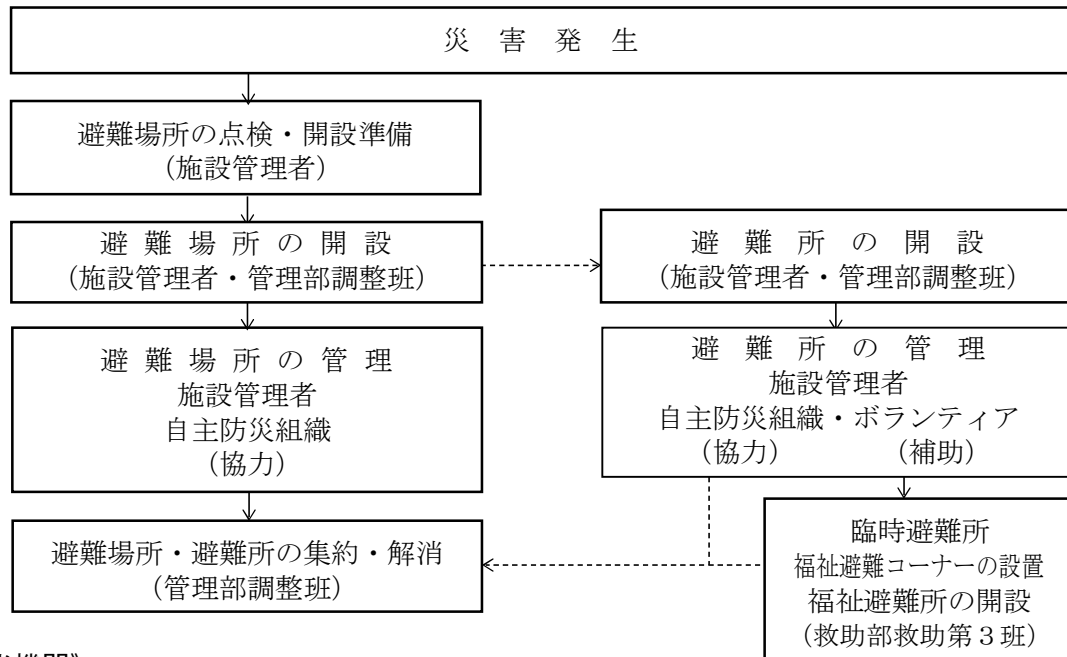 災害発生
避難場所の点検・開設準備
（施設管理者）
避難場所の開設
（施設管理者・管理部調整班）
避難所の開設
（施設管理者・管理部調整班）
避難場所の管理
施設管理者
自主防災組織
（協力）
避難所の管理
施設管理者
自主防災組織・ボランティア
（協力）　（補助）
避難場所・避難所の集約・解消
（管理部調整班）
臨時避難所
福祉避難コーナーの設置
福祉避難所の開設
（救助部救助第３班）